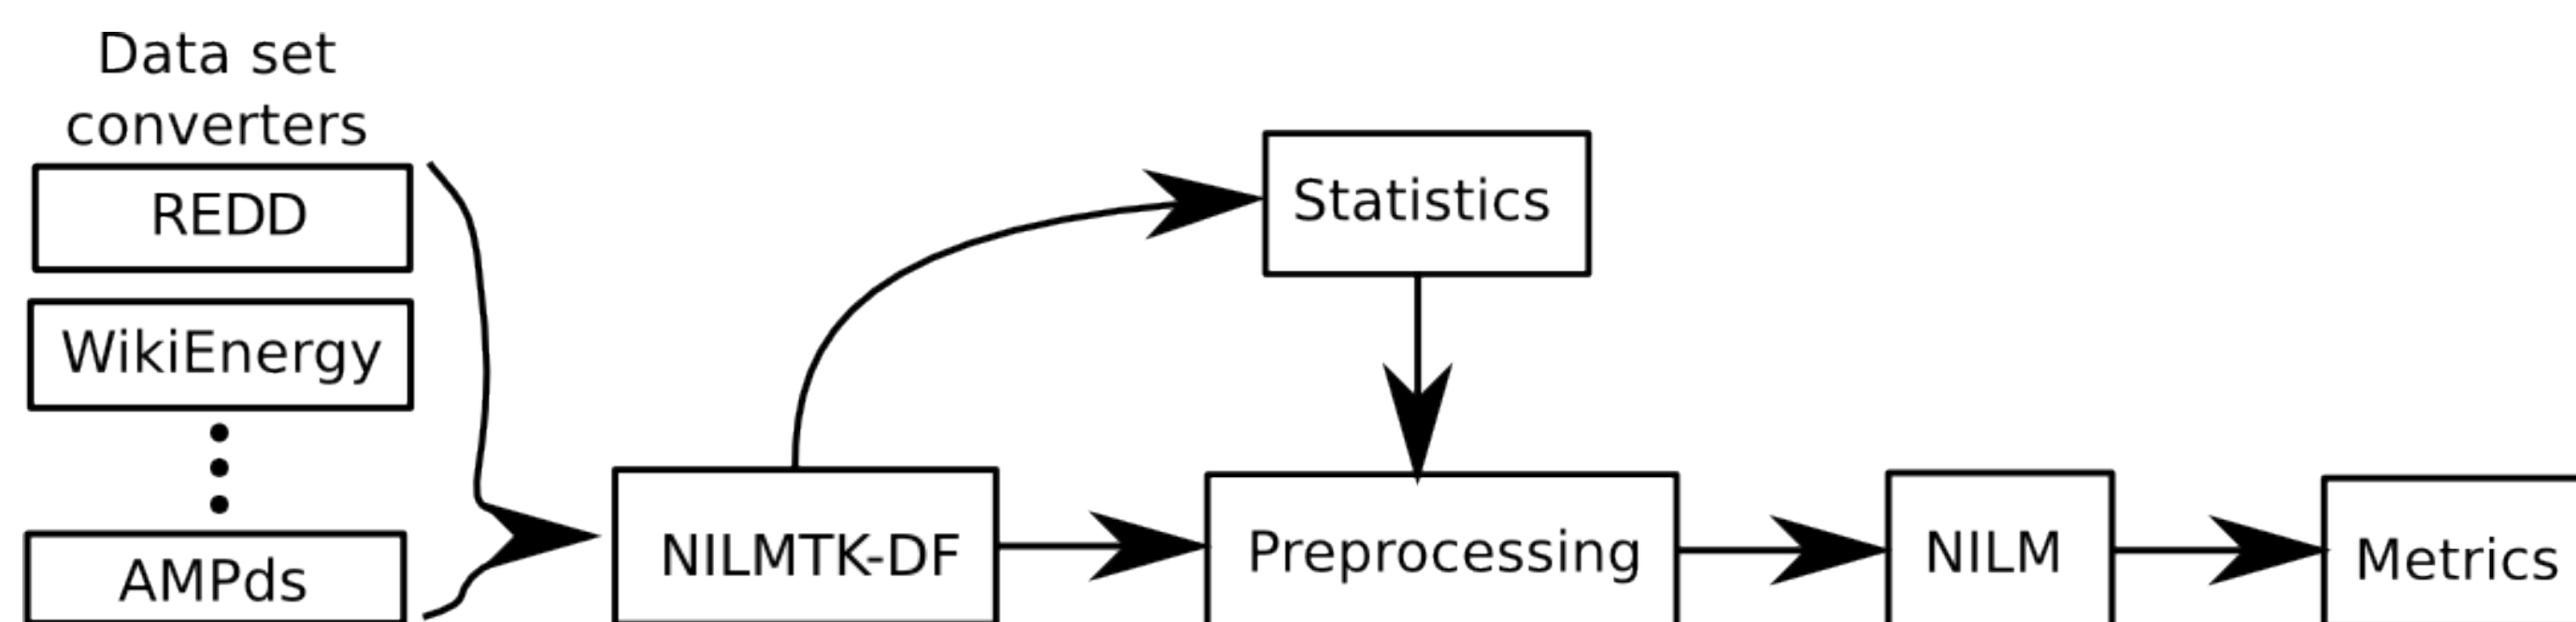 Data set
converters
REDD
WikiEnergy
AMPds
NILMTK-DF
Statistics
Preprocessing
NILM
Metrics